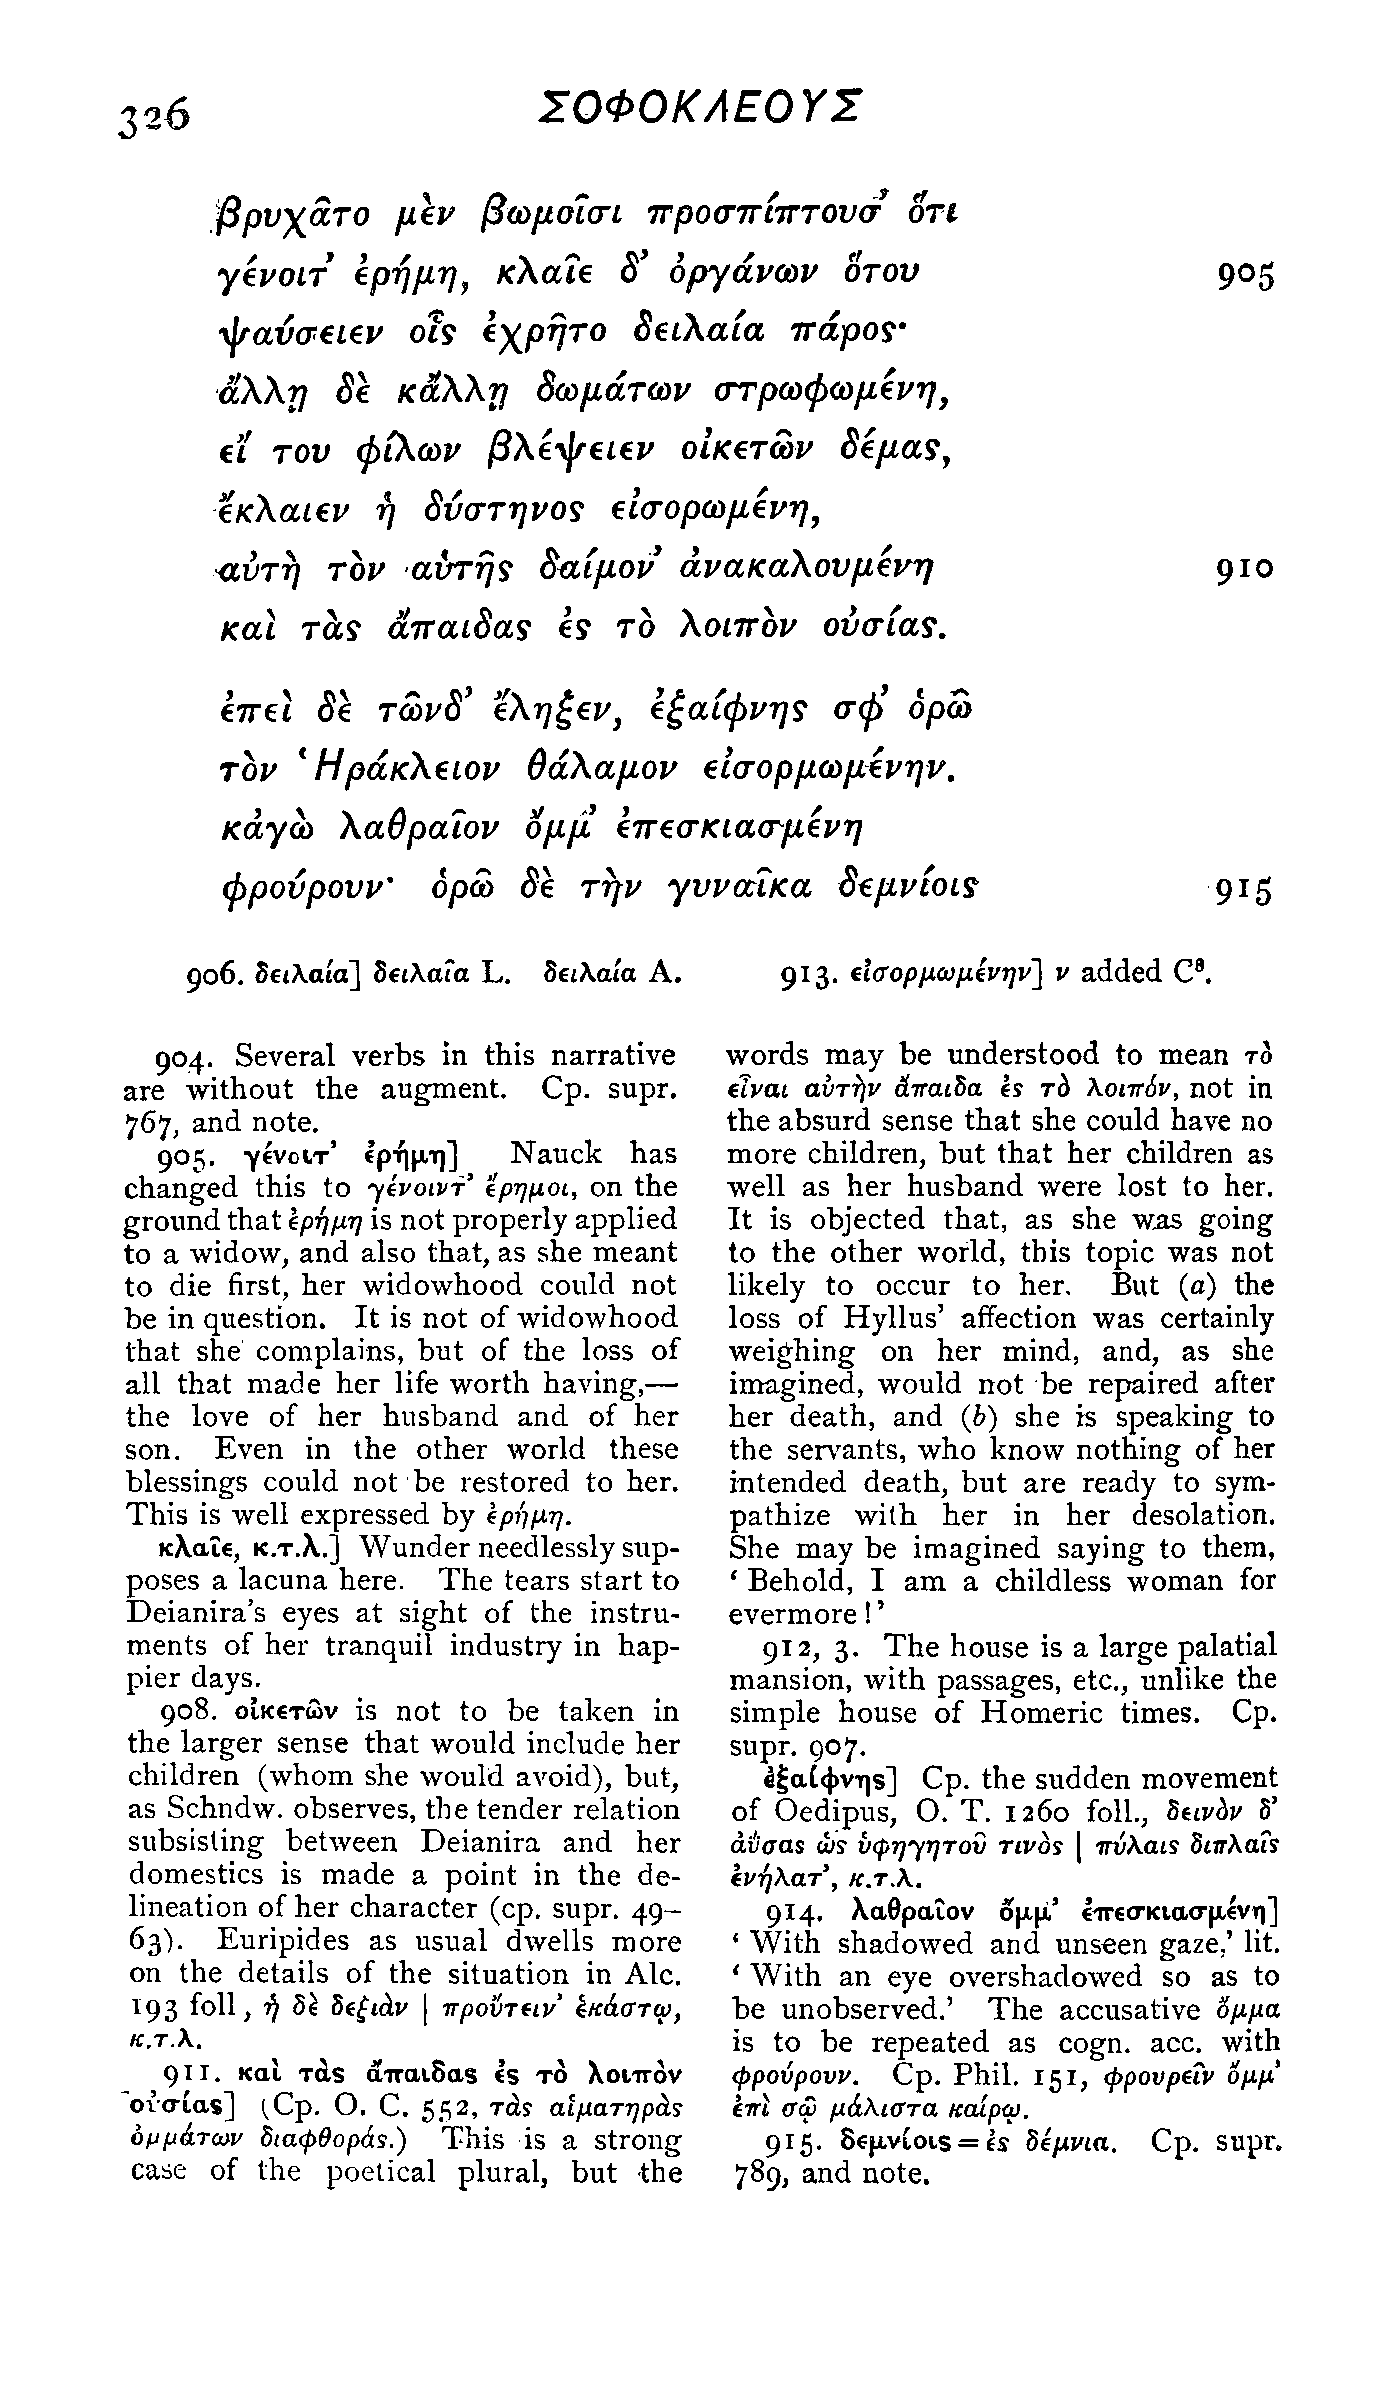 326
ΣΟΦΟΚΛΕΟΥΣ
βρυχᾶτο μὲν βωμοῖσι προσπίπτουσ᾽ ὅτι
γένοιτ᾽ ἐρήμη, κλαῖε δ᾽ ὀργάνων ὅτου 905
ψαύσειεν οἷς ἐχρῆτο δειλαία πάρος·
ἄλλῃ δὲ κἄλλῃ δωμάτων στρωφωμένη,
εἴ του φίλων βλέψειεν οἰκετῶν δέμας,
ἔκλαιεν ἡ δύστηνος εἰσορωμένη,
αὐτὴ τὸν αὑτῆς δαίμον᾽ ἀνακαλουμένη 910
καὶ τὰς ἄπαιδας ἐς τὸ λοιπὸν οὐσίας.
ἐπεὶ δὲ τῶνδ᾽ ἔληξεν, ἐξαίφνης σφ᾽ ὁρῶ
τὸν Ἡράκλειον θάλαμον εἰσορμωμένην.
κἀγὼ λαθραῖον ὄμμ᾽ ἐπεσκιασμένη
φρούρουν· ὁρῶ δὲ τὴν γυναῖκα δεμνίοις 915
906. δειλαία] δειλαῖα L. δειλαία A. 913. εἰσορμωμένην] ν added Cª.
904. Several verbs in this narrative
are without the augment. Cp. supr.
767, and note.
905. γένοιτ᾽ ἐρήμη] Nauck has
changed this to γένοιντ᾽ ἔρημοι, on the
ground that ἐρήμη is not properly applied
to a widow, and also that, as she meant
to die first, her widowhood could not
be in question. It is not of widowhood
that she complains, but of the loss of
all that made her life worth having,—
the love of her husband and of her
son. Even in the other world these
blessings could not be restored to her.
This is well expressed by ἐρήμη.
κλαῖε, κ.τ.λ.] Wunder needlessly sup-
poses a lacuna here. The tears start to
Deianira's eyes at sight of the instru-
ments of her tranquil industry in hap-
pier days.
908. οἰκετῶν is not to be taken in
the larger sense that would include her
children (whom she would avoid), but,
as Schndw. observes, the tender relation
subsisting between Deianira and her
domestics is made a point in the de-
lineation of her character (cp. supr. 49–
63). Euripides as usual dwells more
on the details of the situation in Alc.
193 foll, ἡ δὲ δεξιὰν | προὔτειν᾽ ἑκάστῳ,
κ.τ.λ.
911. καὶ τὰς ἄπαιδας ἐς τὸ λοιπὸν
οὐσίας] (Cp. O. C. 552, τὰς αἱματηρὰς
ὀμμάτων διαφθοράς.) This is a strong
case of the poetical plural, but the
words may be understood to mean τὸ
εἶναι αὐτὴν ἄπαιδα ἐς τὸ λοιπόν, not in
the absurd sense that she could have no
more children, but that her children as
well as her husband were lost to her.
It is objected that, as she was going
to the other world, this topic was not
likely to occur to her. But (a) the
loss of Hyllus' affection was certainly
weighing on her mind, and, as she
imagined, would not be repaired after
her death, and (b) she is speaking to
the servants, who know nothing of her
intended death, but are ready to sym-
pathize with her in her desolation.
She may be imagined saying to them,
‘Behold, I am a childless woman for
evermore!’
912, 3. The house is a large palatial
mansion, with passages, etc., unlike the
simple house of Homeric times. Cp.
supr. 907.
ἐξαίφνης] Cp. the sudden movement
of Oedipus, O. T. 1260 foll., δεινὸν δ᾽
ἀΰσας ὡς ὑφηγητοῦ τινὸς | πύλαις διπλαῖς
ἐνήλατ᾽, κ.τ.λ.
914. λαθραῖον ὄμμ᾽ ἐπεσκιασμένη]
‘With shadowed and unseen gaze,’ lit.
‘With an eye overshadowed so as to
be unobserved.’ The accusative ὄμμα
is to be repeated as cogn. acc. with
φρούρουν. Cp. Phil. 151, φρουρεῖν ὄμμ᾽
ἐπὶ σῷ μάλιστα καίρῳ.
915. δεμνίοις = ἐς δέμνια. Cp. supr.
789, and note.